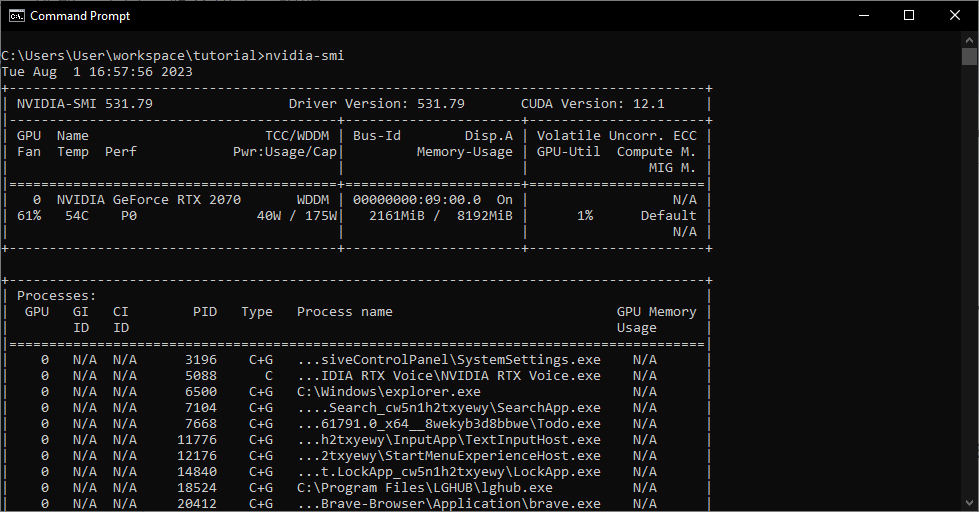 Command Prompt
C:\Users\User\workspace\tutorial>nvidia-smi
Tue Aug  1 16:57:56 2023
+---------------------------------------------------------------------------------------+
| NVIDIA-SMI 531.79                 Driver Version: 531.79       CUDA Version: 12.1     |
|-----------------------------------------+----------------------+----------------------+
| GPU  Name                      TCC/WDDM | Bus-Id        Disp.A | Volatile Uncorr. ECC |
| Fan  Temp  Perf            Pwr:Usage/Cap|         Memory-Usage | GPU-Util  Compute M. |
|                                         |                      |               MIG M. |
|=========================================+======================+======================|
|   0  NVIDIA GeForce RTX 2070       WDDM | 00000000:09:00.0  On |                  N/A |
| 61%   54C    P0               40W / 175W|   2161MiB /  8192MiB |      1%      Default |
|                                         |                      |                  N/A |
+-----------------------------------------+----------------------+----------------------+
+---------------------------------------------------------------------------------------+
| Processes:                                                                            |
|  GPU   GI   CI        PID   Type   Process name                            GPU Memory |
|        ID   ID                                                             Usage      |
|=======================================================================================|
|    0   N/A  N/A      3196    C+G   ...siveControlPanel\SystemSettings.exe    N/A      |
|    0   N/A  N/A      5088      C   ...IDIA RTX Voice\NVIDIA RTX Voice.exe    N/A      |
|    0   N/A  N/A      6500    C+G   C:\Windows\explorer.exe                   N/A      |
|    0   N/A  N/A      7104    C+G   ....Search_cw5n1h2txyewy\SearchApp.exe    N/A      |
|    0   N/A  N/A      7668    C+G   ...61791.0_x64__8wekyb3d8bbwe\Todo.exe    N/A      |
|    0   N/A  N/A     11776    C+G   ...h2txyewy\InputApp\TextInputHost.exe    N/A      |
|    0   N/A  N/A     12176    C+G   ...2txyewy\StartMenuExperienceHost.exe    N/A      |
|    0   N/A  N/A     14840    C+G   ...t.LockApp_cw5n1h2txyewy\LockApp.exe    N/A      |
|    0   N/A  N/A     18524    C+G   C:\Program Files\LGHUB\lghub.exe          N/A      |
|    0   N/A  N/A     20412    C+G   ...Brave-Browser\Application\brave.exe    N/A      |